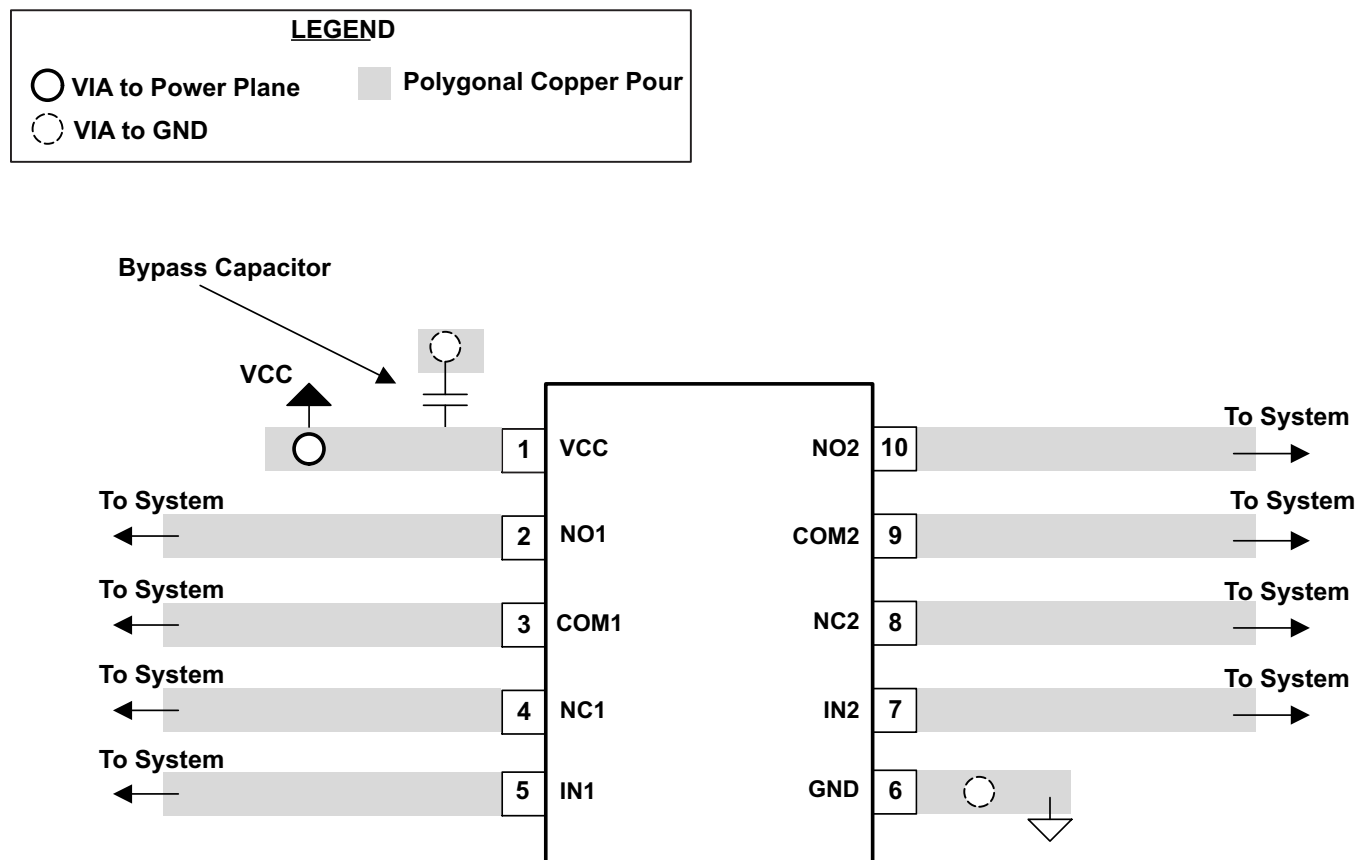 LEGEND
VIA to Power Plane
Polygonal Copper Pour
VIA to GND
Bypass Capacitor
VCC
1 VCC
NO2 10
To System
To System
2 NO1
COM2 9
To System
To System
3 COM1
NC2 8
To System
To System
4 NC1
IN2 7
To System
To System
5 IN1
GND 6